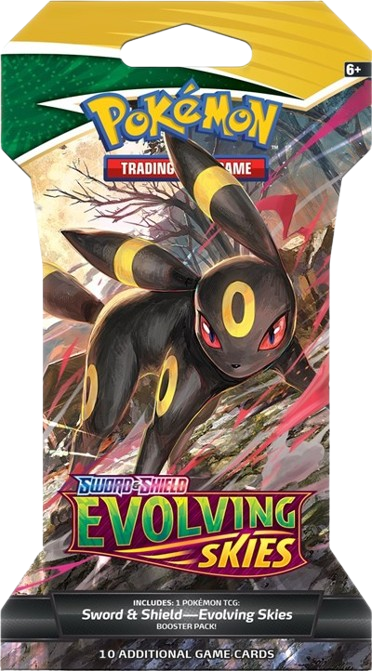 6+
POKéMON
TM
TRADING CARD GAME
SWORD & SHIELD
EVOLVING
SKIES
INCLUDES: 1 POKÉMON TCG:
Sword & Shield—Evolving Skies
BOOSTER PACK!
10 ADDITIONAL GAME CARDS